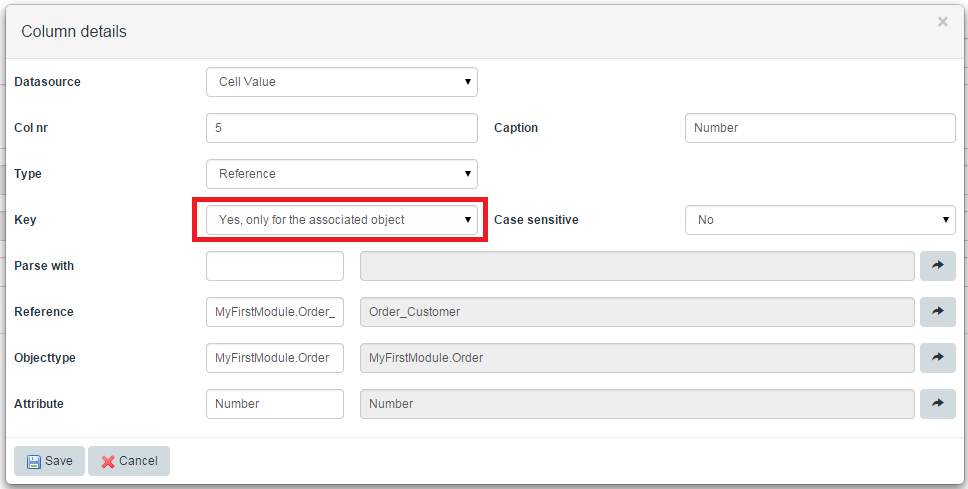 Column details ×
Datasource Cell Value
Col nr 5 Caption Number
Type Reference
Key Yes, only for the associated object Case sensitive No
Parse with
Reference MyFirstModule.Order_ Order_Customer
Objecttype MyFirstModule.Order MyFirstModule.Order
Attribute Number Number
Save Cancel